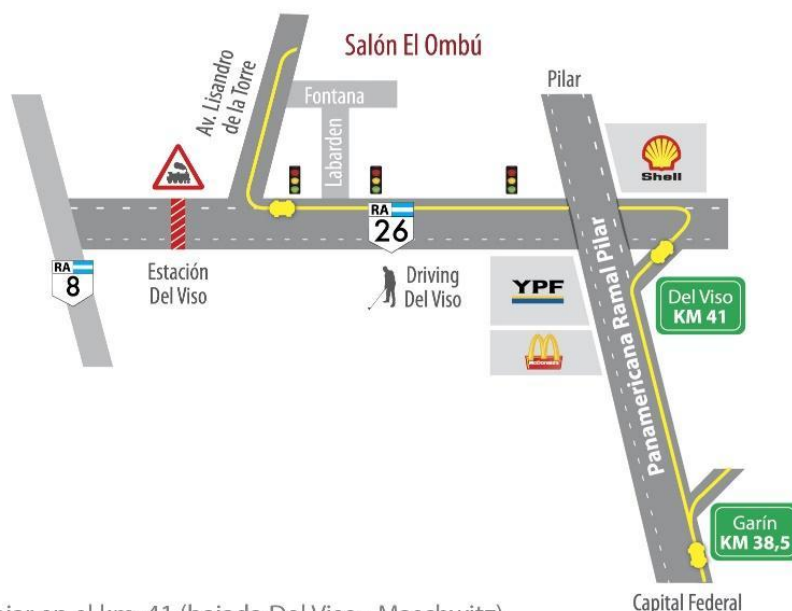 Salón El Ombú
Av. Lisandro
de la Torre
Fontana
Labarden
Pilar
Shell
RA
26
RA
8
Estación
Del Viso
Driving
Del Viso
YPF
McDonald's
Panamericana Ramal Pilar
Del Viso
KM 41
Garín
KM 38,5
Capital Federal